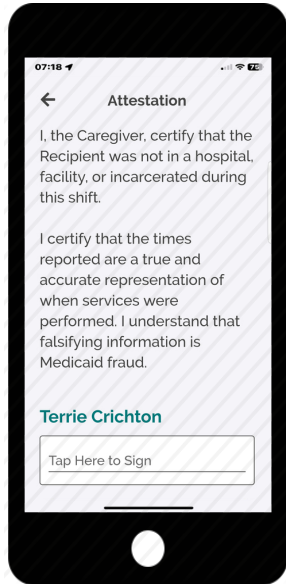 07:18
75
Attestation
I, the Caregiver, certify that the
Recipient was not in a hospital,
facility, or incarcerated during
this shift.
I certify that the times
reported are a true and
accurate representation of
when services were
performed. I understand that
falsifying information is
Medicaid fraud.
Terrie Crichton
Tap Here to Sign